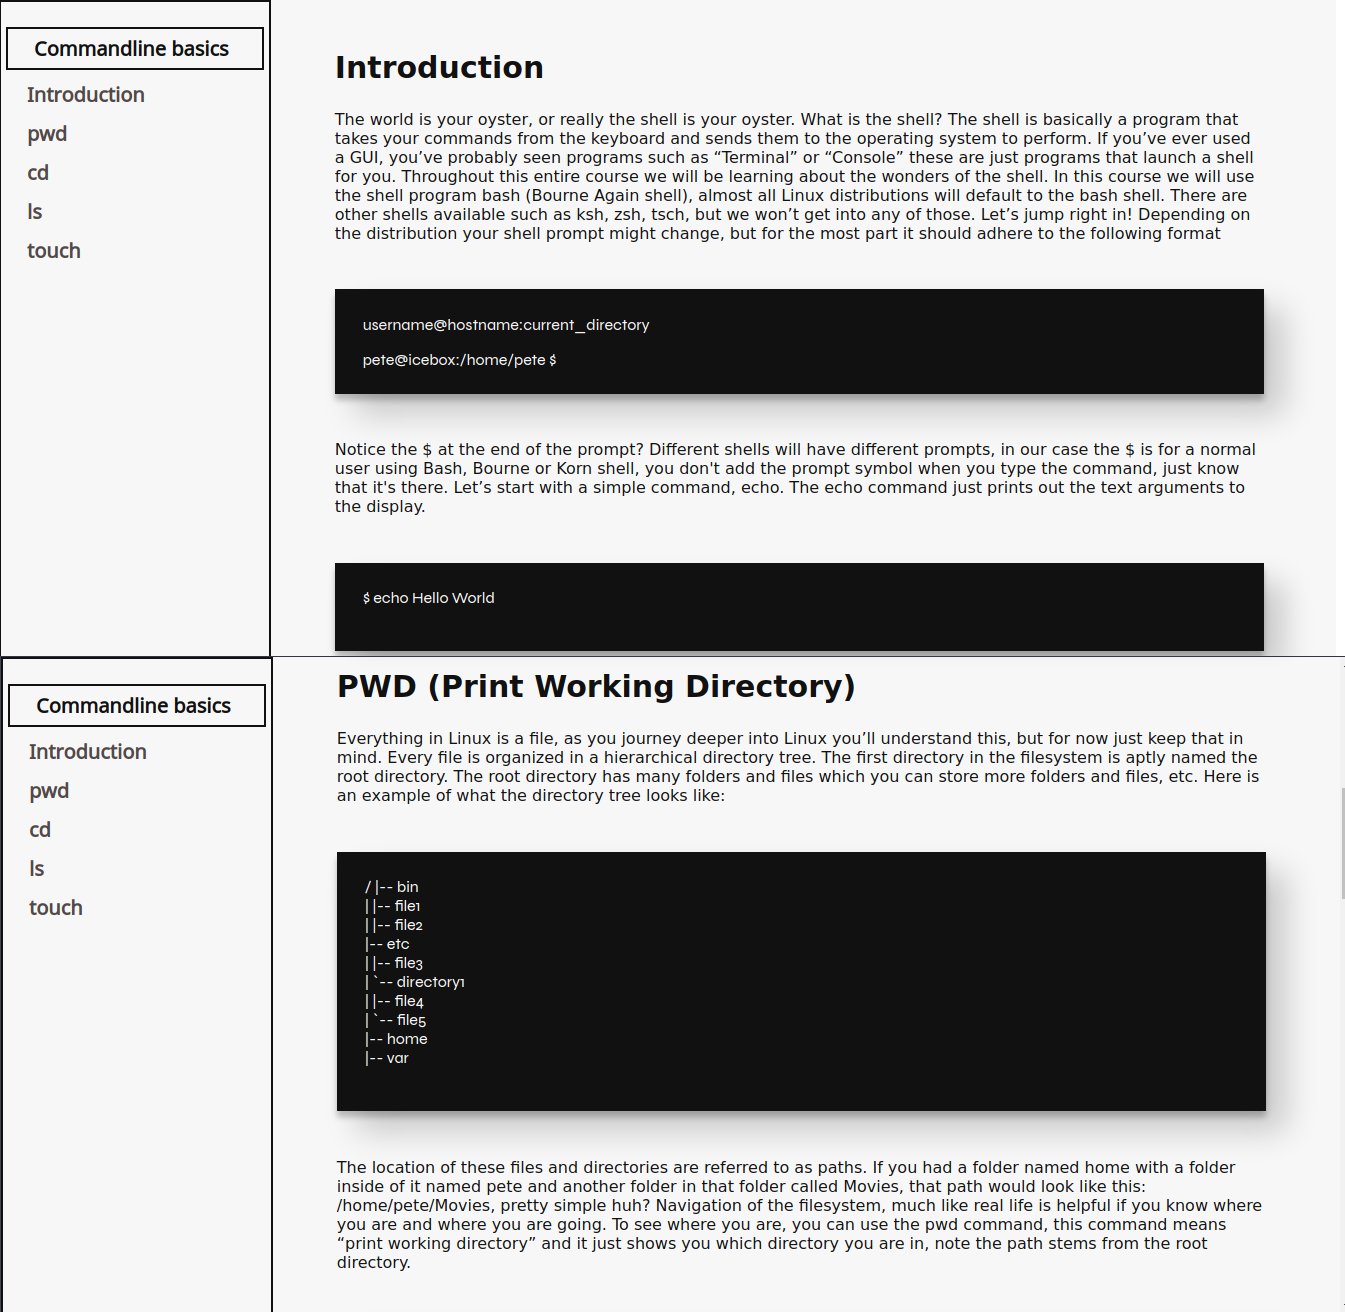 Commandline basics
Introduction
pwd
cd
ls
touch
Introduction
The world is your oyster, or really the shell is your oyster. What is the shell? The shell is basically a program that
takes your commands from the keyboard and sends them to the operating system to perform. If you’ve ever used
a GUI, you’ve probably seen programs such as “Terminal” or “Console” these are just programs that launch a shell
for you. Throughout this entire course we will be learning about the wonders of the shell. In this course we will use
the shell program bash (Bourne Again shell), almost all Linux distributions will default to the bash shell. There are
other shells available such as ksh, zsh, tsch, but we won’t get into any of those. Let’s jump right in! Depending on
the distribution your shell prompt might change, but for the most part it should adhere to the following format
username@hostname:current_directory
pete@icebox:/home/pete $
Notice the $ at the end of the prompt? Different shells will have different prompts, in our case the $ is for a normal
user using Bash, Bourne or Korn shell, you don't add the prompt symbol when you type the command, just know
that it's there. Let’s start with a simple command, echo. The echo command just prints out the text arguments to
the display.
$ echo Hello World
Commandline basics
Introduction
pwd
cd
ls
touch
PWD (Print Working Directory)
Everything in Linux is a file, as you journey deeper into Linux you’ll understand this, but for now just keep that in
mind. Every file is organized in a hierarchical directory tree. The first directory in the filesystem is aptly named the
root directory. The root directory has many folders and files which you can store more folders and files, etc. Here is
an example of what the directory tree looks like:
/ |-- bin
| |-- file1
| |-- file2
|-- etc
| |-- file3
| `-- directory1
| |-- file4
| `-- file5
|-- home
|-- var
The location of these files and directories are referred to as paths. If you had a folder named home with a folder
inside of it named pete and another folder in that folder called Movies, that path would look like this:
/home/pete/Movies, pretty simple huh? Navigation of the filesystem, much like real life is helpful if you know where
you are and where you are going. To see where you are, you can use the pwd command, this command means
“print working directory” and it just shows you which directory you are in, note the path stems from the root
directory.